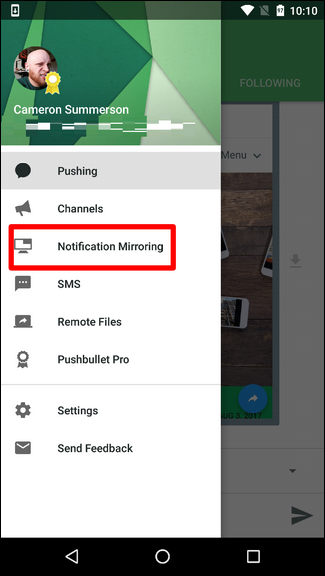 10:10
Cameron Summerson
FOLLOWING
Menu
Pushing
Channels
Notification Mirroring
SMS
Remote Files
Pushbullet Pro
AUG 3, 2017
Settings
Send Feedback